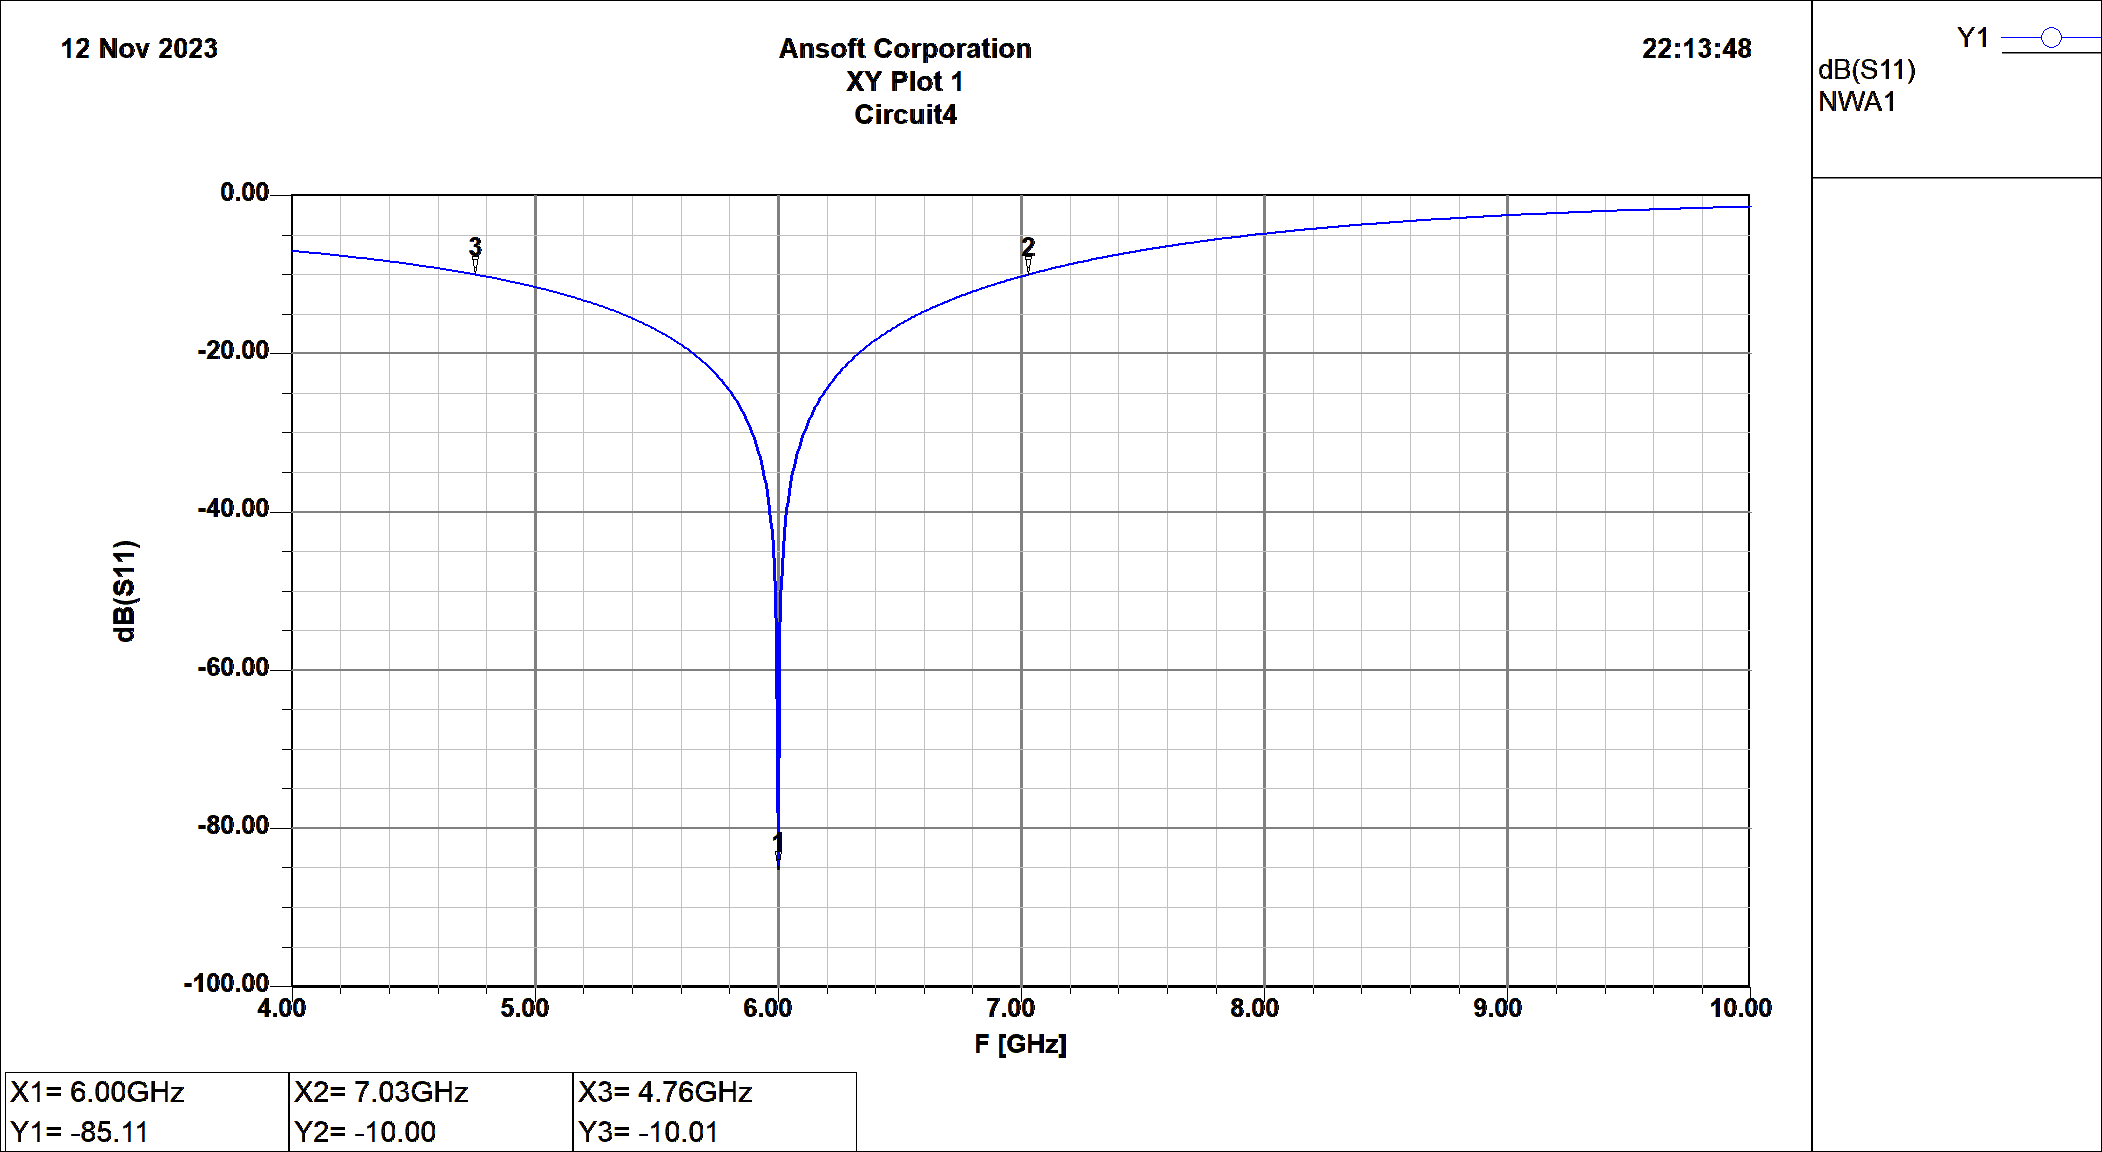 12 Nov 2023
Ansoft Corporation
22:13:48
XY Plot 1
Circuit4
Y1
dB(S11)
NWA1
0.00
-20.00
-40.00
-60.00
-80.00
-100.00
dB(S11)
3
2
1
4.00 5.00 6.00 7.00 8.00 9.00 10.00
F [GHz]
X1= 6.00GHz
Y1= -85.11
X2= 7.03GHz
Y2= -10.00
X3= 4.76GHz
Y3= -10.01